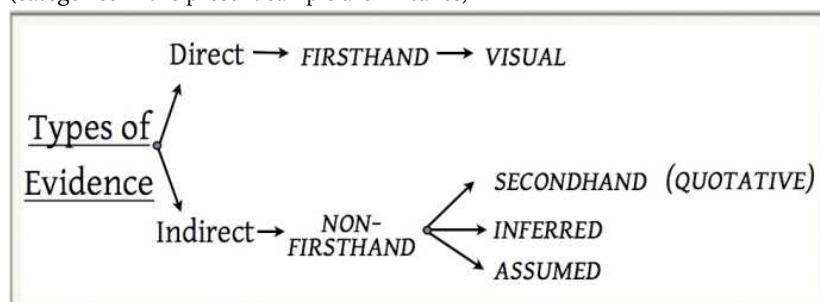 Direct FIRSTHAND VISUAL
Types of
Evidence
SECONDHAND (QUOTATIVE)
Indirect NON-
FIRSTHAND
INFERRED
ASSUMED